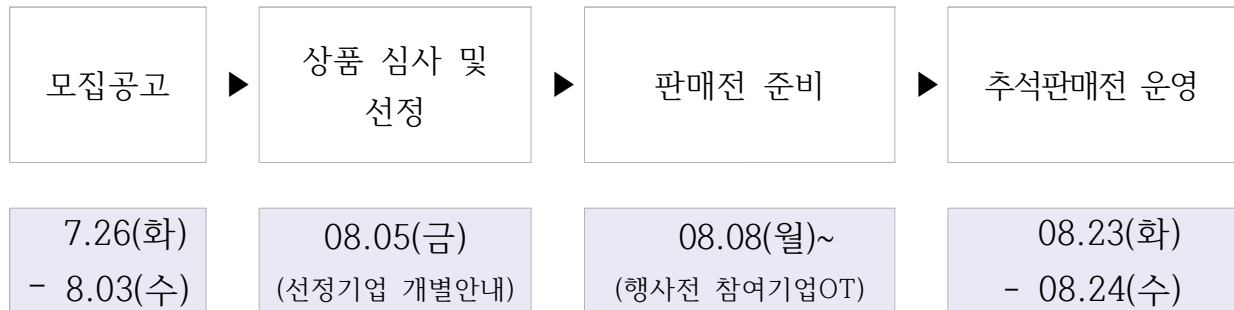 모집공고
▶
상품 심사 및
선정
▶
판매전 준비
▶
추석판매전 운영
7.26(화)
- 8.03(수)
08.05(금)
(선정기업 개별안내)
08.08(월)~
(행사전 참여기업OT)
08.23(화)
- 08.24(수)